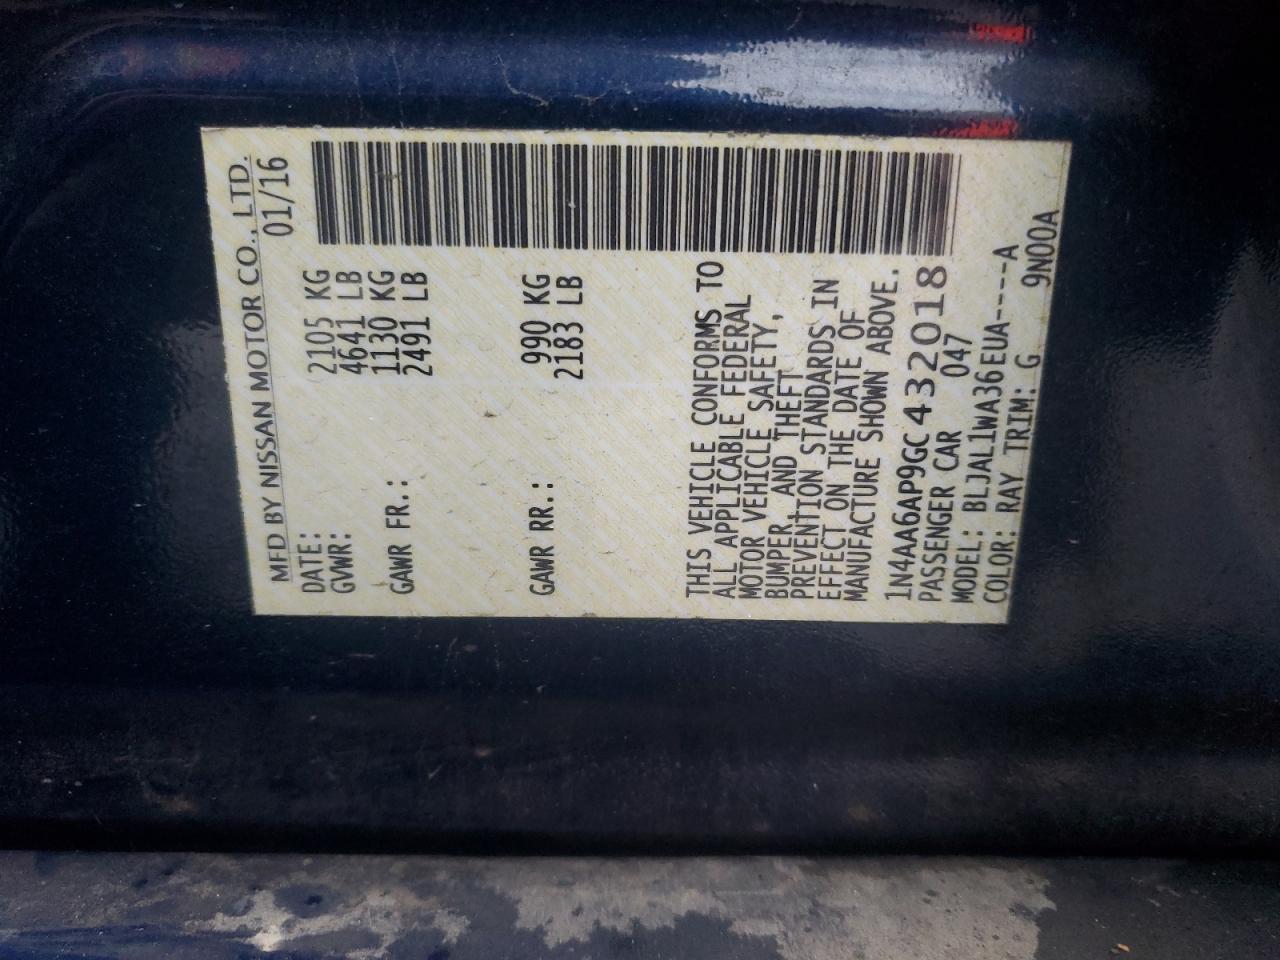 MFD BY NISSAN MOTOR CO., LTD.
DATE: 01/16
GVWR: 2105 KG
4641 LB
GAWR FR.: 1130 KG
2491 LB
GAWR RR.: 990 KG
2183 LB
THIS VEHICLE CONFORMS TO
ALL APPLICABLE FEDERAL
MOTOR VEHICLE SAFETY,
BUMPER, AND THEFT
PREVENTION STANDARDS IN
EFFECT ON THE DATE OF
MANUFACTURE SHOWN ABOVE.
1N4AA6AP9GC432018
PASSENGER CAR 047
MODEL: BLJAL1WA36EUA----A
COLOR: RAY TRIM: G 9N00A